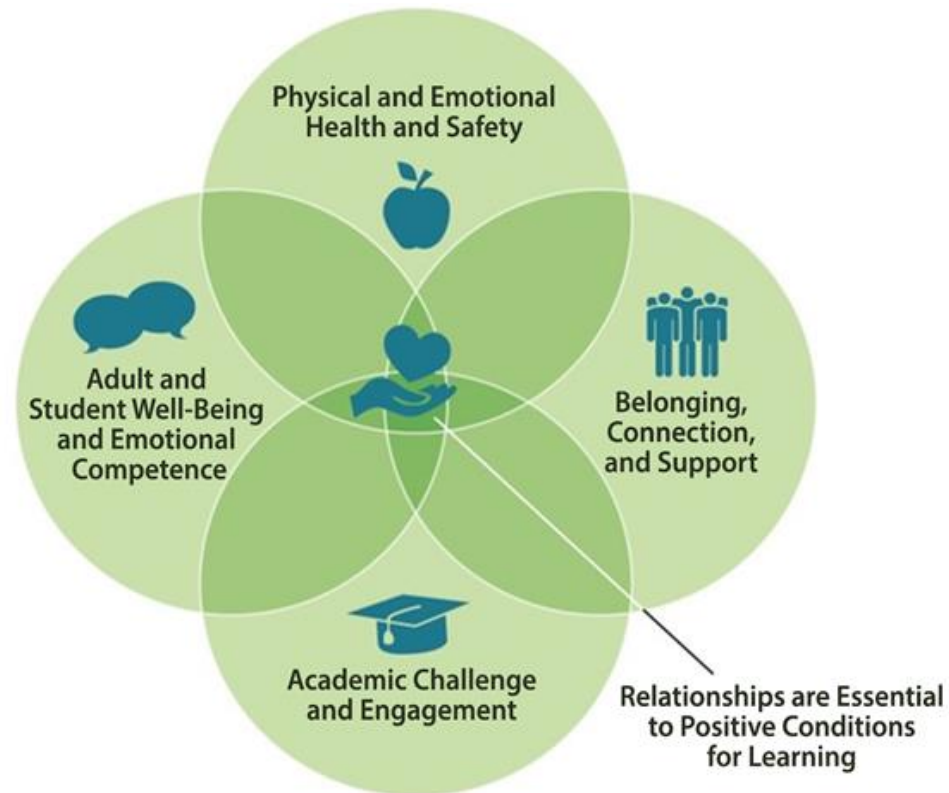 Physical and Emotional
Health and Safety
Adult and
Student Well-Being
and Emotional
Competence
Belonging,
Connection,
and Support
Academic Challenge
and Engagement
Relationships are Essential
to Positive Conditions
for Learning